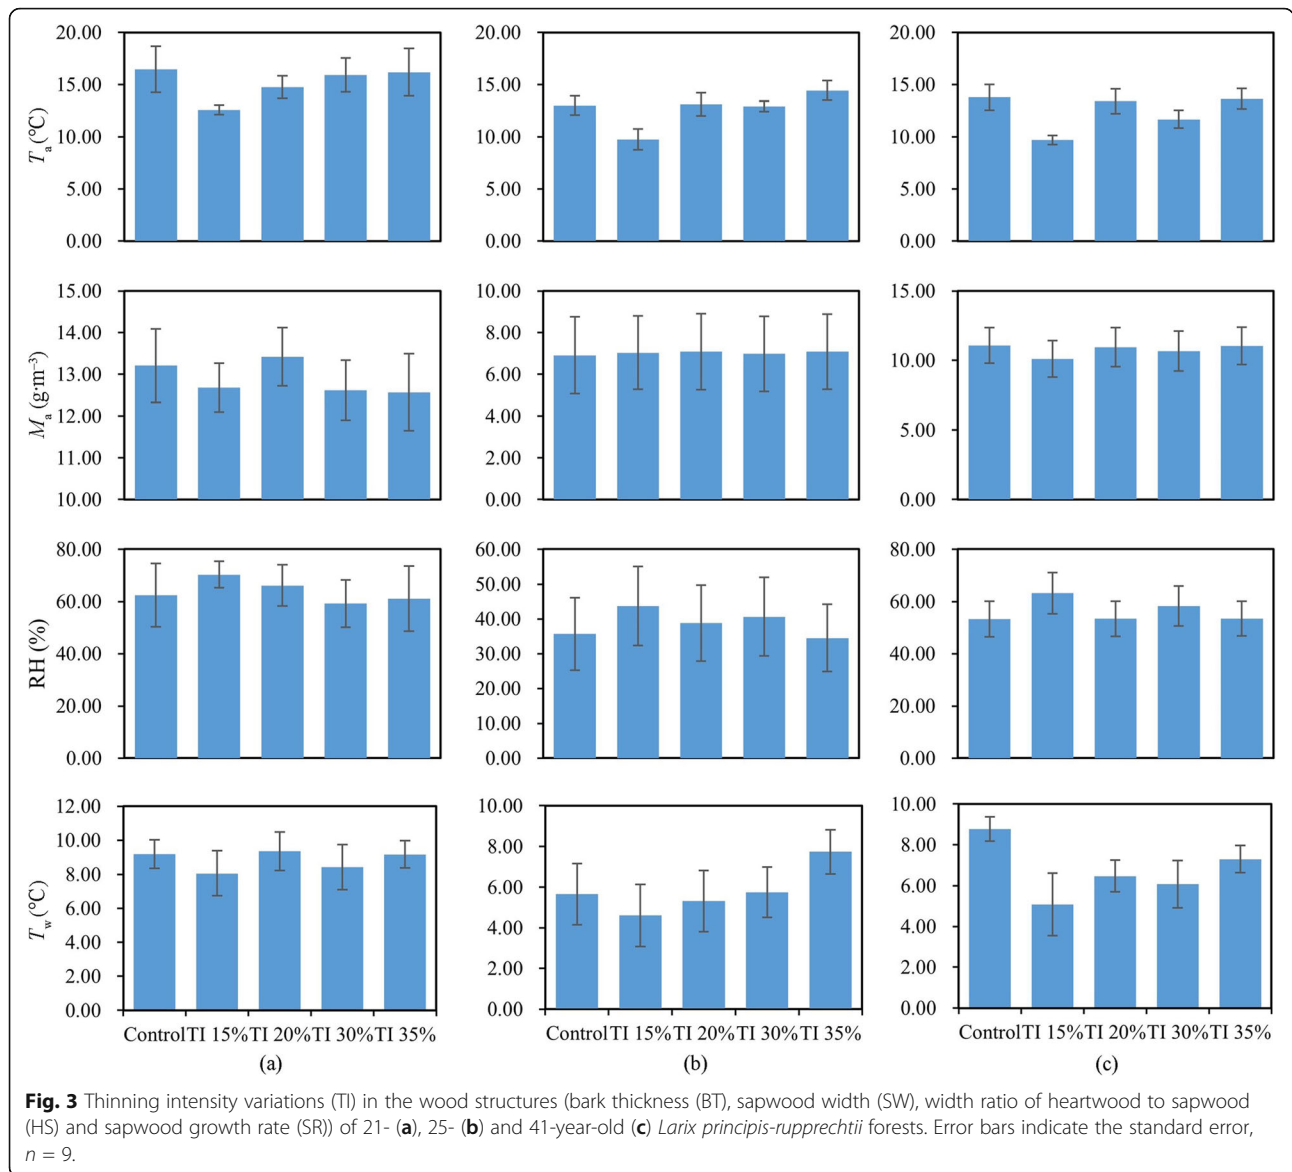 20.00 20.00 20.00
15.00 15.00 15.00
10.00 10.00 10.00
5.00 5.00 5.00
0.00 0.00 0.00
Ta (°C)
15.00 10.00 15.00
14.00 8.00
13.00 6.00 10.00
12.00 4.00 5.00
11.00 2.00
10.00 0.00 0.00
Ma (g·m⁻³)
80.00 60.00 80.00
60.00 50.00 60.00
40.00 40.00 40.00
30.00
20.00 20.00 20.00
10.00
0.00 0.00 0.00
RH (%)
12.00 10.00 10.00
10.00 8.00 8.00
8.00 6.00 6.00
6.00 4.00 4.00
4.00 2.00 2.00
2.00
0.00 0.00 0.00
Tw (°C)
Control TI 15% TI 20% TI 30% TI 35% Control TI 15% TI 20% TI 30% TI 35% Control TI 15% TI 20% TI 30% TI 35%
(a) (b) (c)
Fig. 3 Thinning intensity variations (TI) in the wood structures (bark thickness (BT), sapwood width (SW), width ratio of heartwood to sapwood
(HS) and sapwood growth rate (SR)) of 21- (a), 25- (b) and 41-year-old (c) Larix principis-rupprechtii forests. Error bars indicate the standard error,
n = 9.